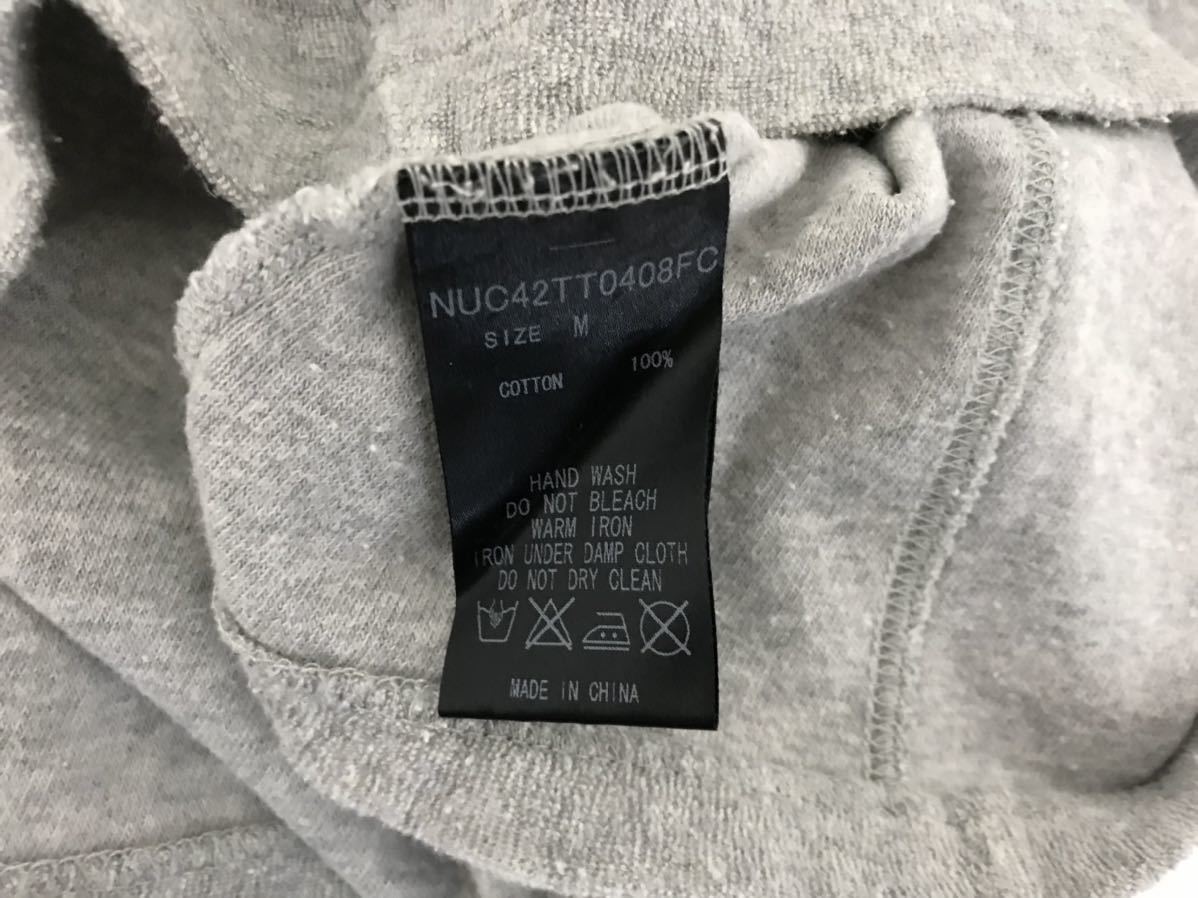 NUC42TT0408FC
SIZE M
COTTON 100%
HAND WASH
DO NOT BLEACH
WARM IRON
IRON UNDER DAMP CLOTH
DO NOT DRY CLEAN
MADE IN CHINA